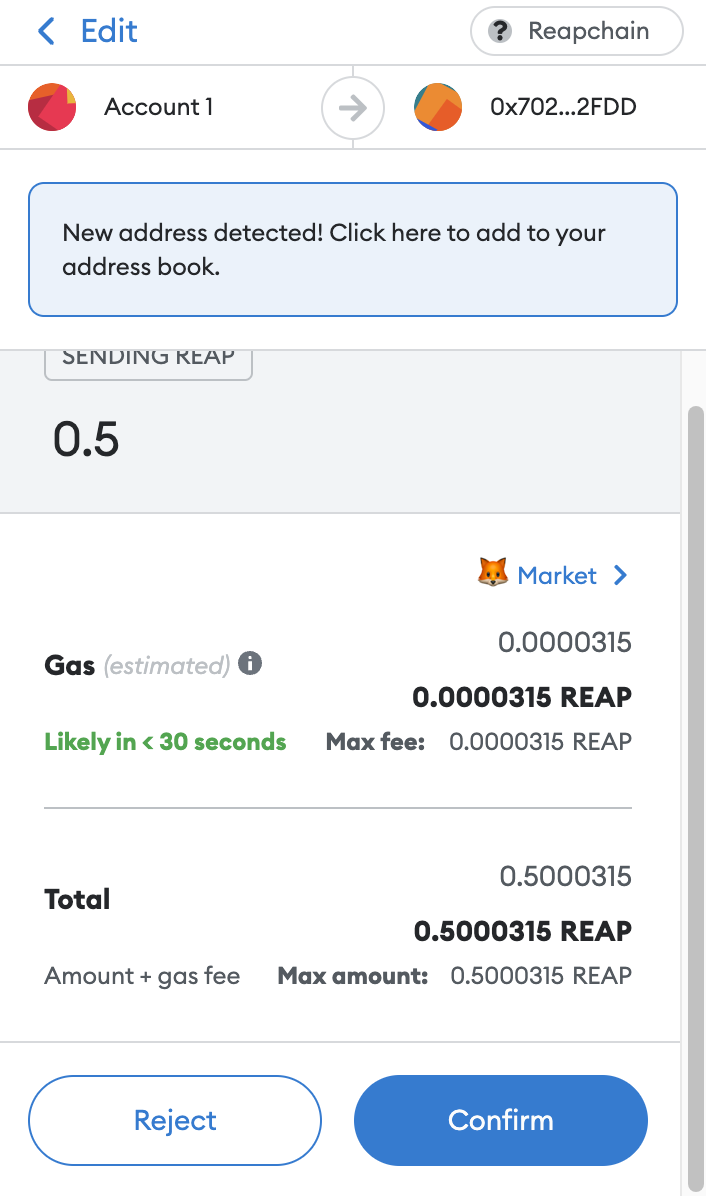 Edit
? Reapchain
Account 1
0x702...2FDD
New address detected! Click here to add to your
address book.
SENDING REAP
0.5
Market
0.0000315
Gas (estimated) i
0.0000315 REAP
Likely in < 30 seconds Max fee: 0.0000315 REAP
0.5000315
Total
0.5000315 REAP
Amount + gas fee Max amount: 0.5000315 REAP
Reject
Confirm